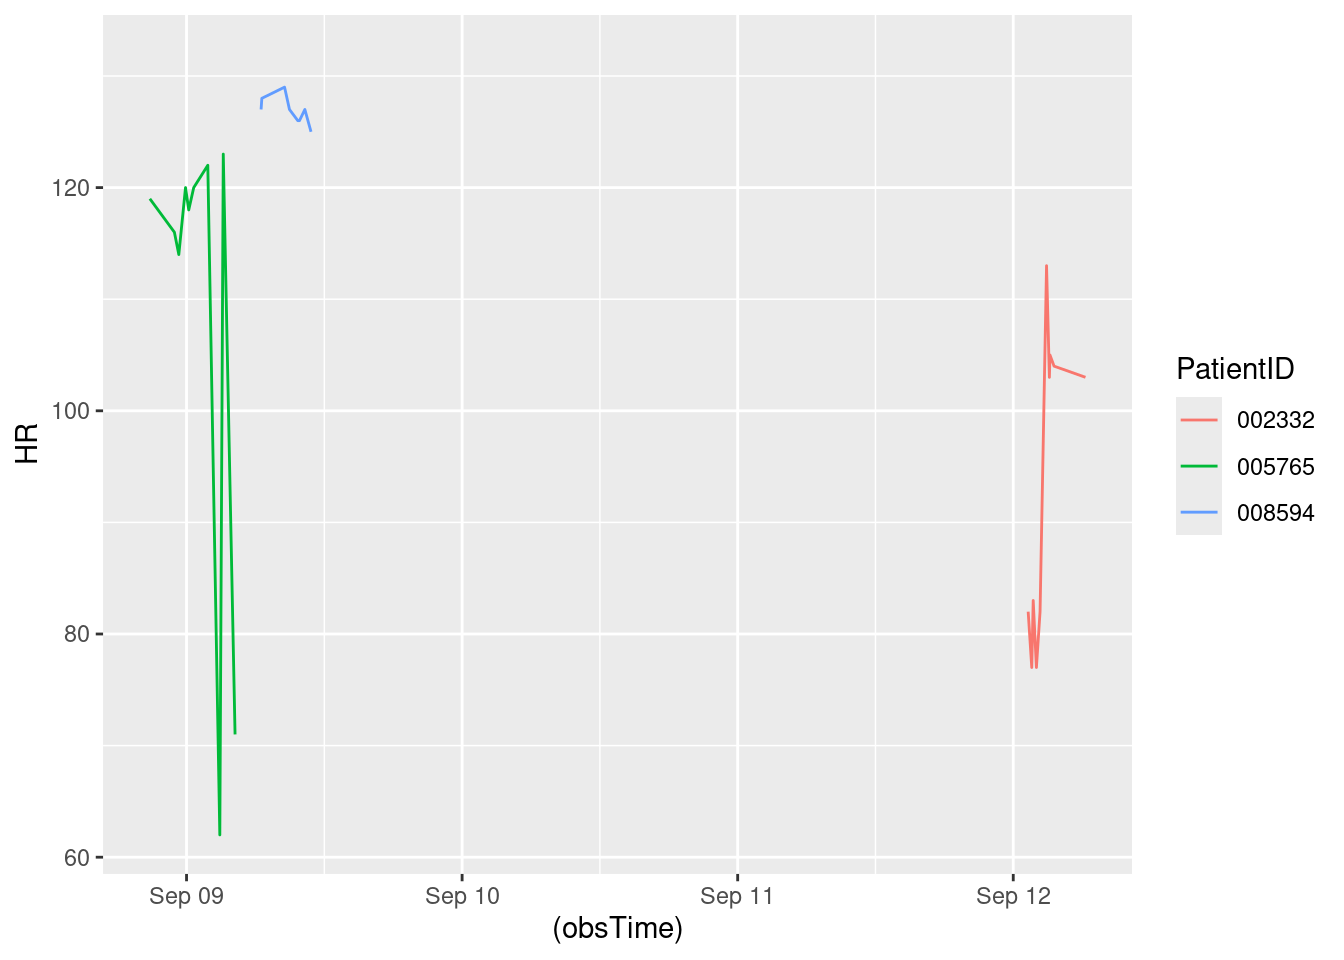 HR
120
100
80
60
Sep 09
Sep 10
Sep 11
Sep 12
(obsTime)
PatientID
002332
005765
008594